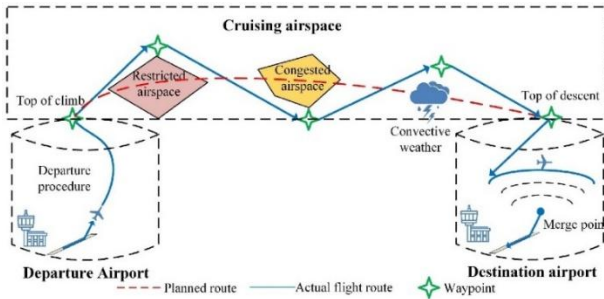 Cruising airspace
Restricted
airspace
Congested
airspace
Top of climb
Top of descent
Convective
weather
Departure
procedure
Merge point
Departure Airport
Destination airport
Planned route
Actual flight route
Waypoint